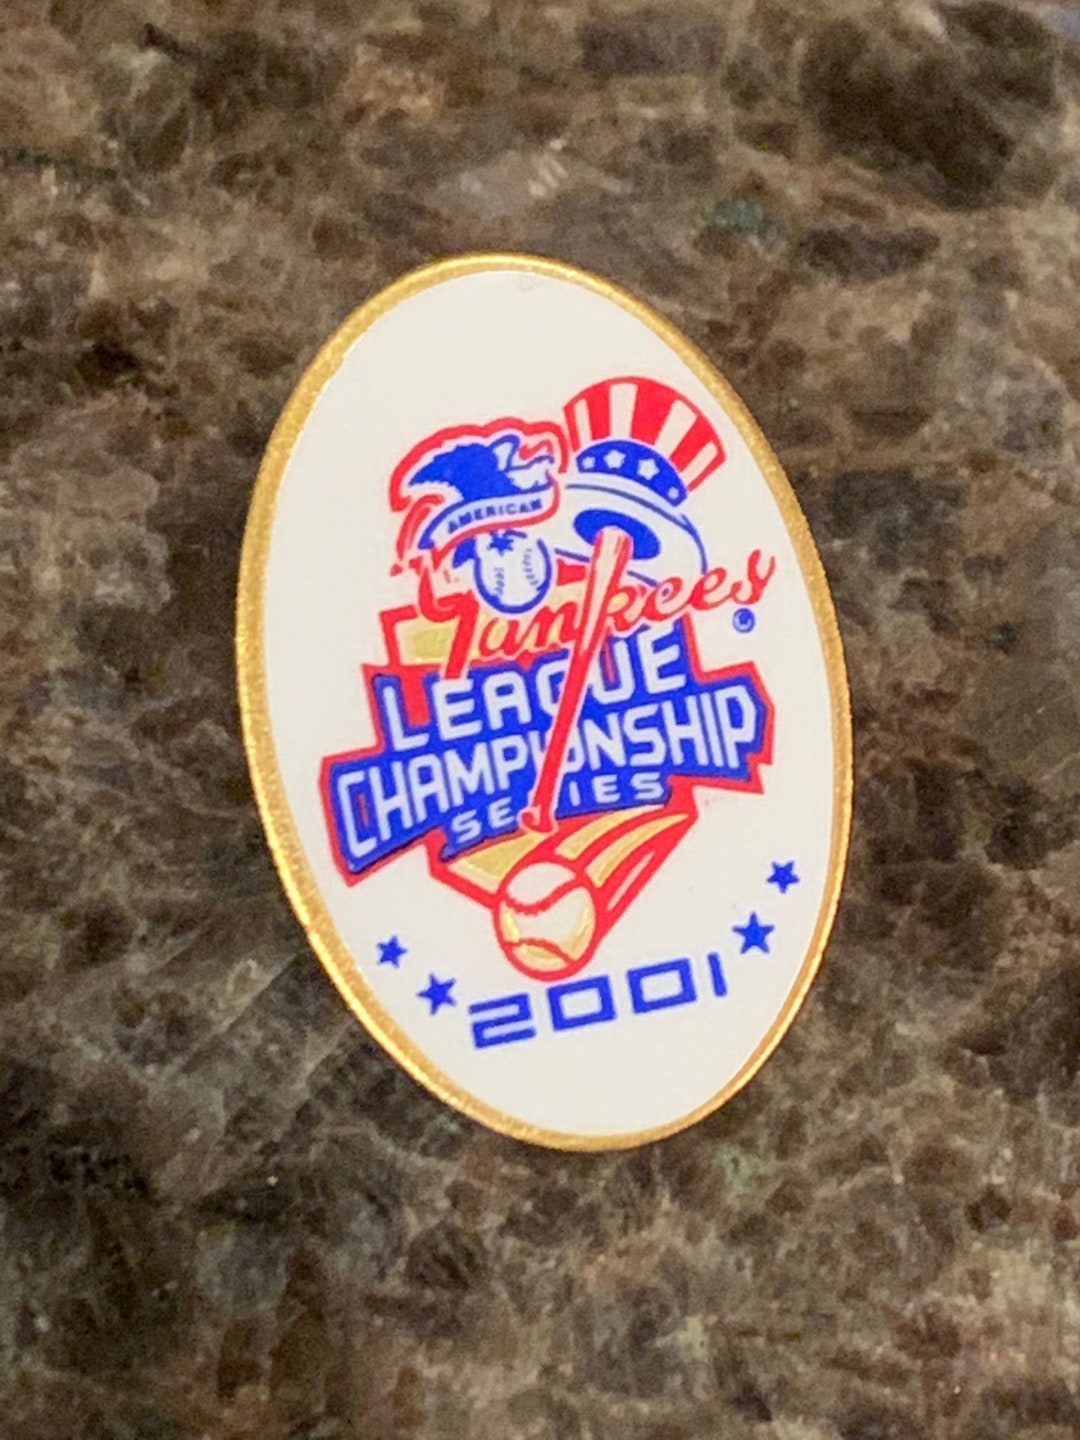 AMERICAN
Yankees
®
LEAGUE
CHAMPIONSHIP
SERIES
2001